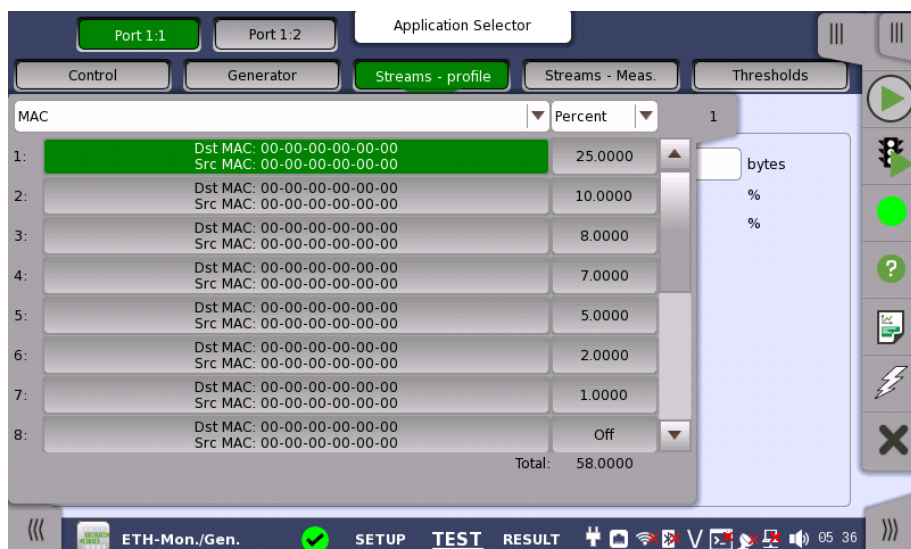 Application Selector
Port 1:1 Port 1:2
Control Generator Streams - profile Streams - Meas. Thresholds
MAC Percent 1
1: Dst MAC: 00-00-00-00-00-00
Src MAC: 00-00-00-00-00-00 25.0000
bytes
2: Dst MAC: 00-00-00-00-00-00
Src MAC: 00-00-00-00-00-00 10.0000
%
3: Dst MAC: 00-00-00-00-00-00
Src MAC: 00-00-00-00-00-00 8.0000
%
4: Dst MAC: 00-00-00-00-00-00
Src MAC: 00-00-00-00-00-00 7.0000
5: Dst MAC: 00-00-00-00-00-00
Src MAC: 00-00-00-00-00-00 5.0000
6: Dst MAC: 00-00-00-00-00-00
Src MAC: 00-00-00-00-00-00 2.0000
7: Dst MAC: 00-00-00-00-00-00
Src MAC: 00-00-00-00-00-00 1.0000
8: Dst MAC: 00-00-00-00-00-00
Src MAC: 00-00-00-00-00-00 Off
Total: 58.0000
ETH-Mon./Gen. SETUP TEST RESULT 05 36